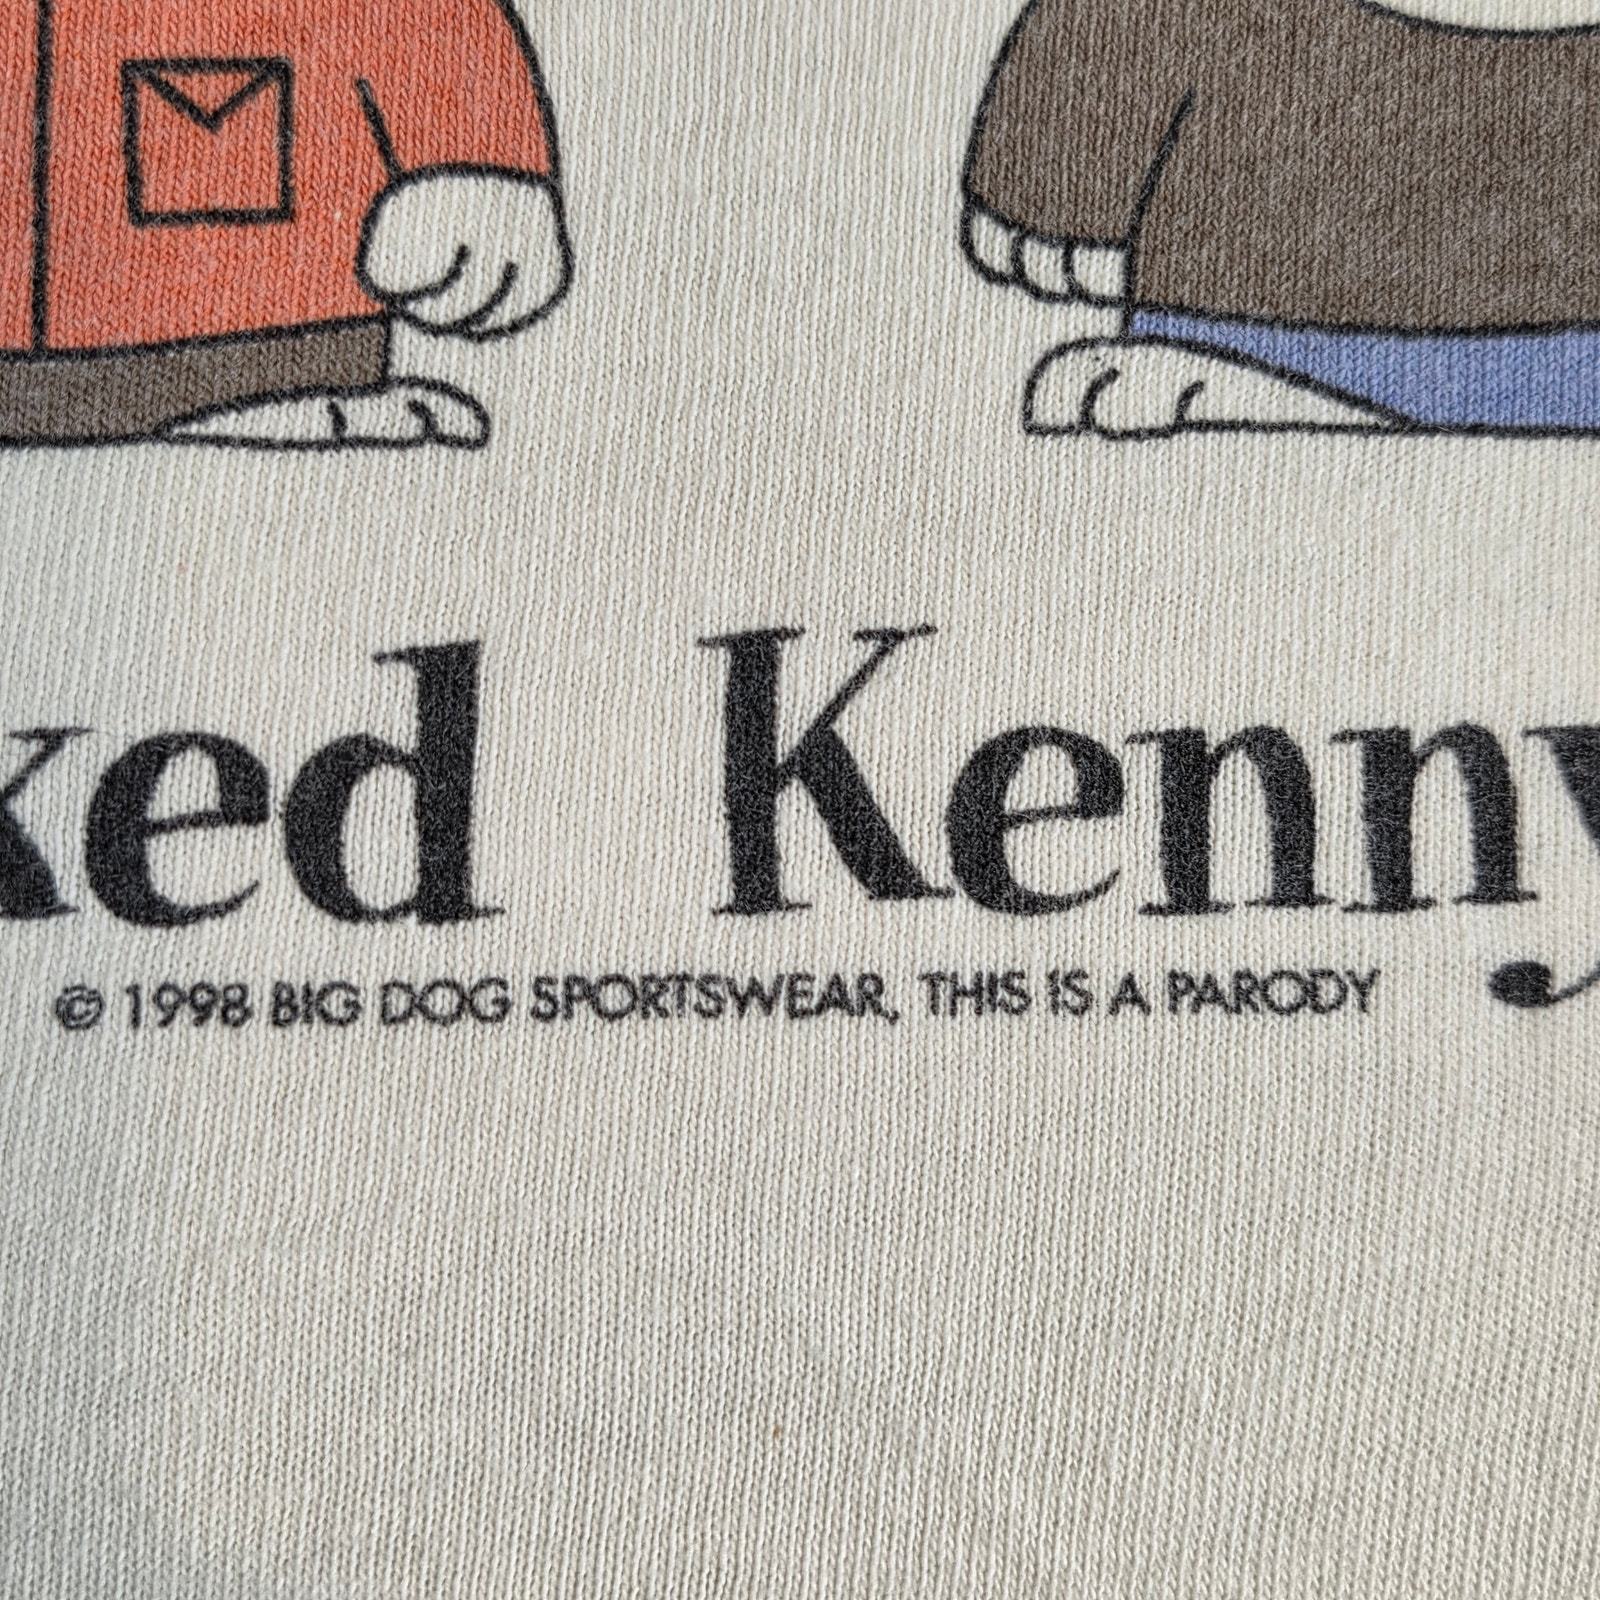 ked Kenny
© 1998 BIG DOG SPORTSWEAR, THIS IS A PARODY